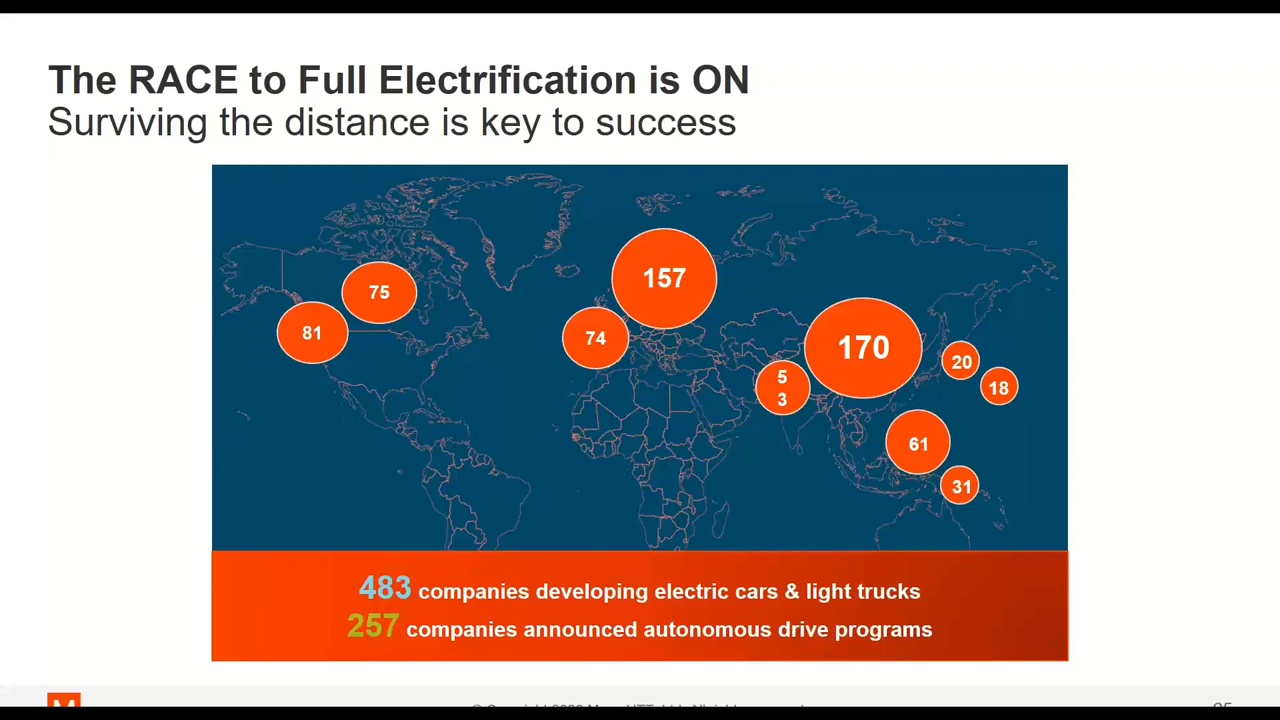 The RACE to Full Electrification is ON
Surviving the distance is key to success
157
75
170
81
74
20
5
3
18
61
31
483 companies developing electric cars & light trucks
257 companies announced autonomous drive programs